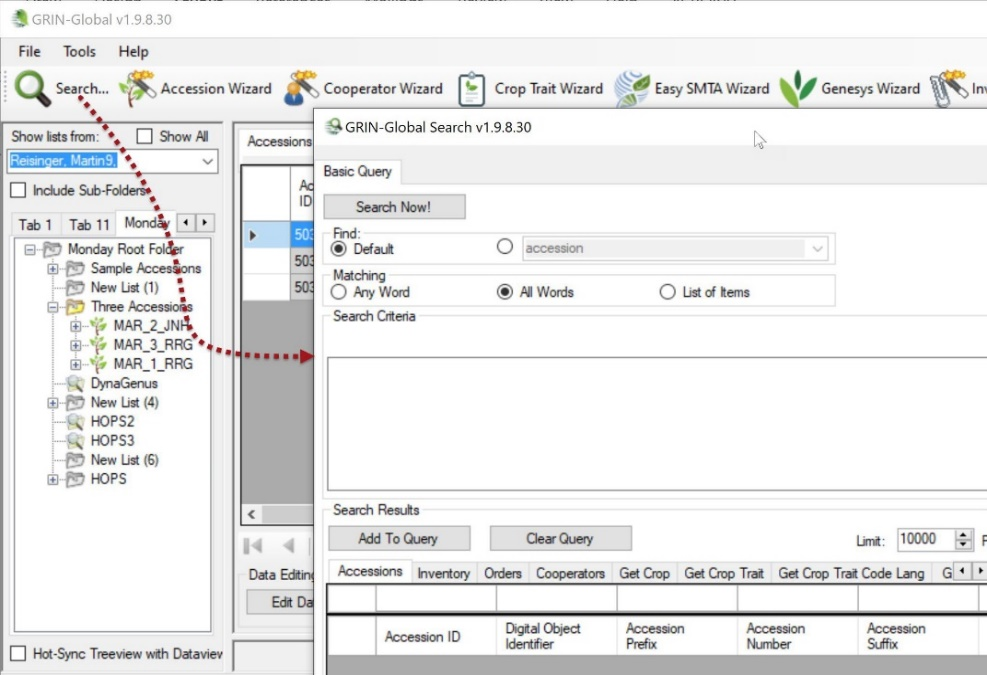 GRIN-Global v1.9.8.30
File Tools Help
Search... Accession Wizard Cooperator Wizard Crop Trait Wizard Easy SMTA Wizard Genesys Wizard
Show lists from: Show All
Reisinger, Martin9,
Include Sub-Folders
Tab 1 Tab 11 Monday
Monday Root Folder
Sample Accessions
New List (1)
Three Accessions
MAR_2_JNH
MAR_3_RRG
MAR_1_RRG
DynaGenus
New List (4)
HOPS2
HOPS3
New List (6)
HOPS
Hot-Sync Treeview with Dataview
Accessions
ID
503
503
503
Data Editing
GRIN-Global Search v1.9.8.30
Basic Query
Search Now!
Find:
Default accession
Matching
Any Word All Words List of Items
Search Criteria
Search Results
Add To Query Clear Query Limit: 10000
Accessions Inventory Orders Cooperators Get Crop Get Crop Trait Get Crop Trait Code Lang G
Accession ID Digital Object Identifier Accession Prefix Accession Number Accession Suffix